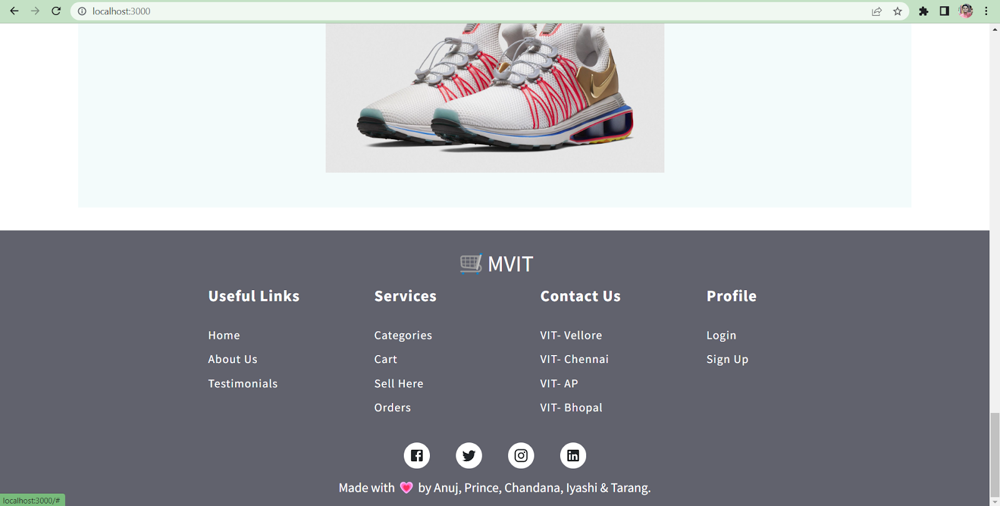 localhost:3000
MVIT
Useful Links
Home
About Us
Testimonials
Services
Categories
Cart
Sell Here
Orders
Contact Us
VIT- Vellore
VIT- Chennai
VIT- AP
VIT- Bhopal
Profile
Login
Sign Up
Made with 💗 by Anuj, Prince, Chandana, Iyashi & Tarang.
localhost:3000/#